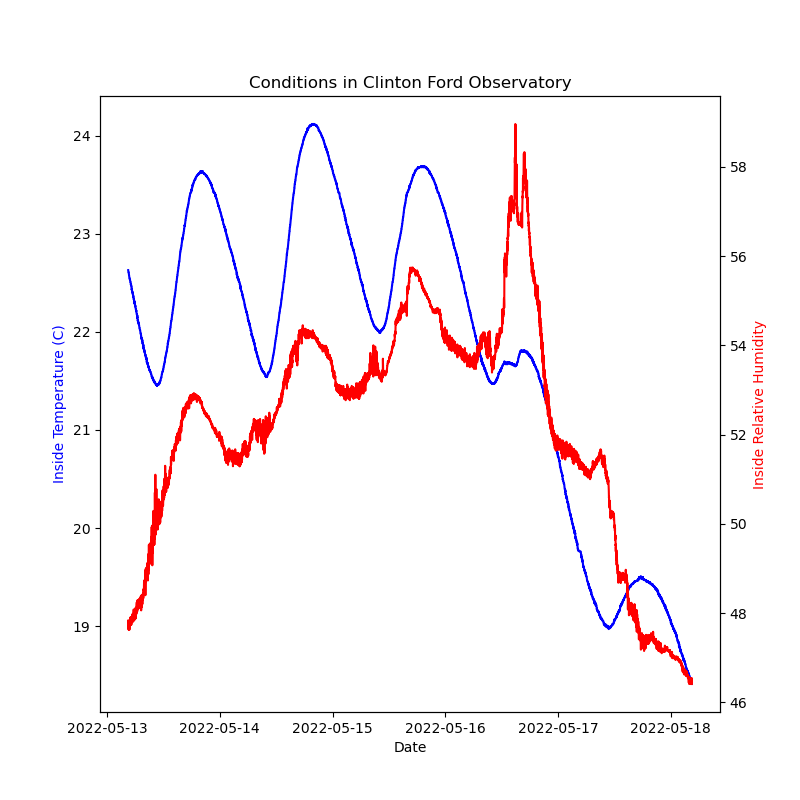 Conditions in Clinton Ford Observatory
24
23
22
21
20
19
Inside Temperature (C)
58
56
54
52
50
48
46
Inside Relative Humidity
2022-05-13 2022-05-14 2022-05-15 2022-05-16 2022-05-17 2022-05-18
Date